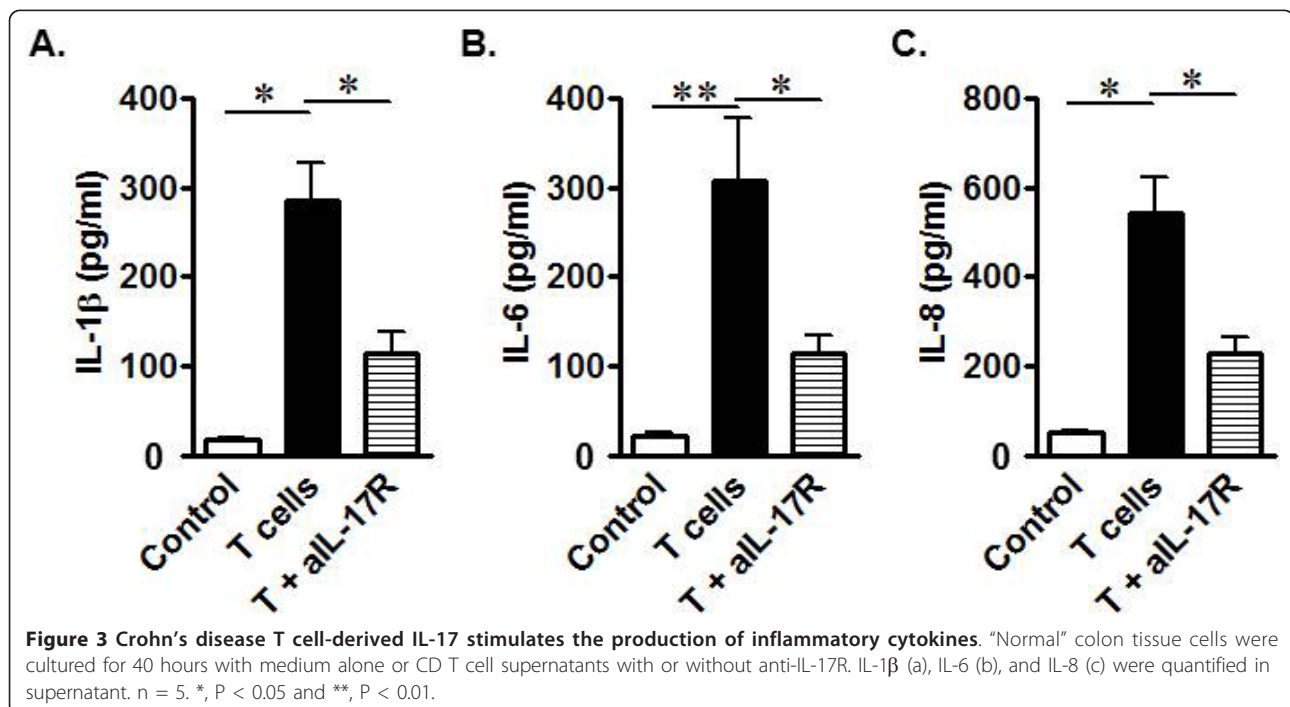 A.
B.
C.
* *
** *
* *
IL-1β (pg/ml)
400
300
200
100
0
Control
T cells
T + aIL-17R
IL-6 (pg/ml)
400
300
200
100
0
Control
T cells
T + aIL-17R
IL-8 (pg/ml)
800
600
400
200
0
Control
T cells
T + aIL-17R
Figure 3 Crohn's disease T cell-derived IL-17 stimulates the production of inflammatory cytokines. "Normal" colon tissue cells were
cultured for 40 hours with medium alone or CD T cell supernatants with or without anti-IL-17R. IL-1β (a), IL-6 (b), and IL-8 (c) were quantified in
supernatant. n = 5. *, P < 0.05 and **, P < 0.01.